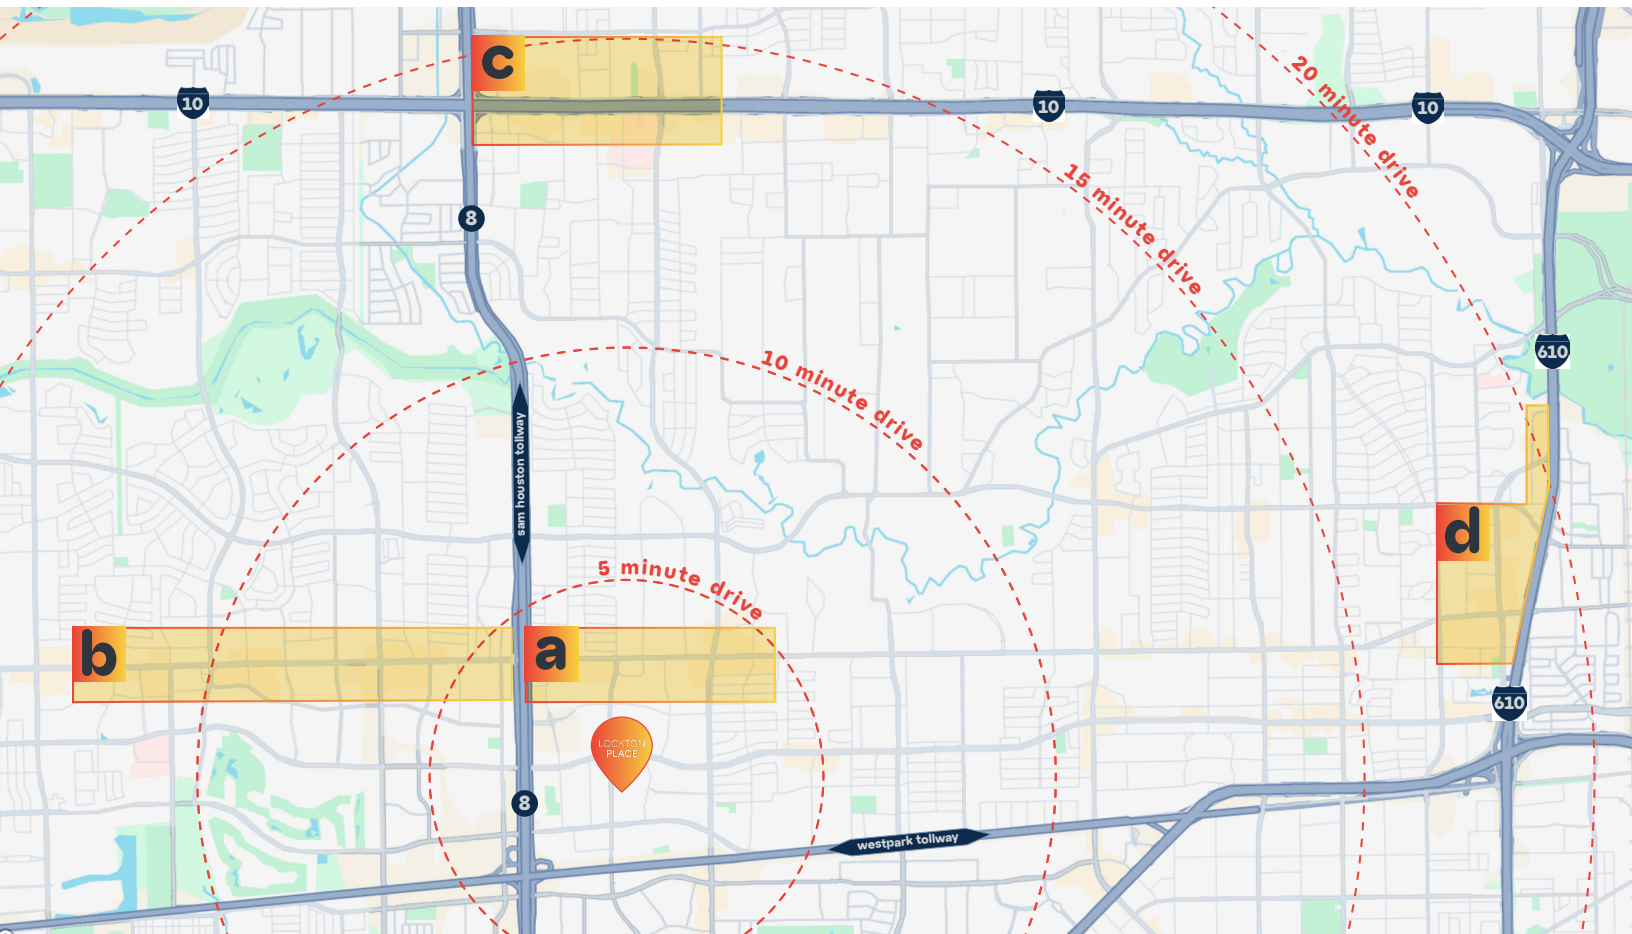 c
10
10
10
20 minute drive
15 minute drive
8
610
10 minute drive
sam houston tollway
d
5 minute drive
b
a
610
LOCKTON
PLACE
8
westpark tollway